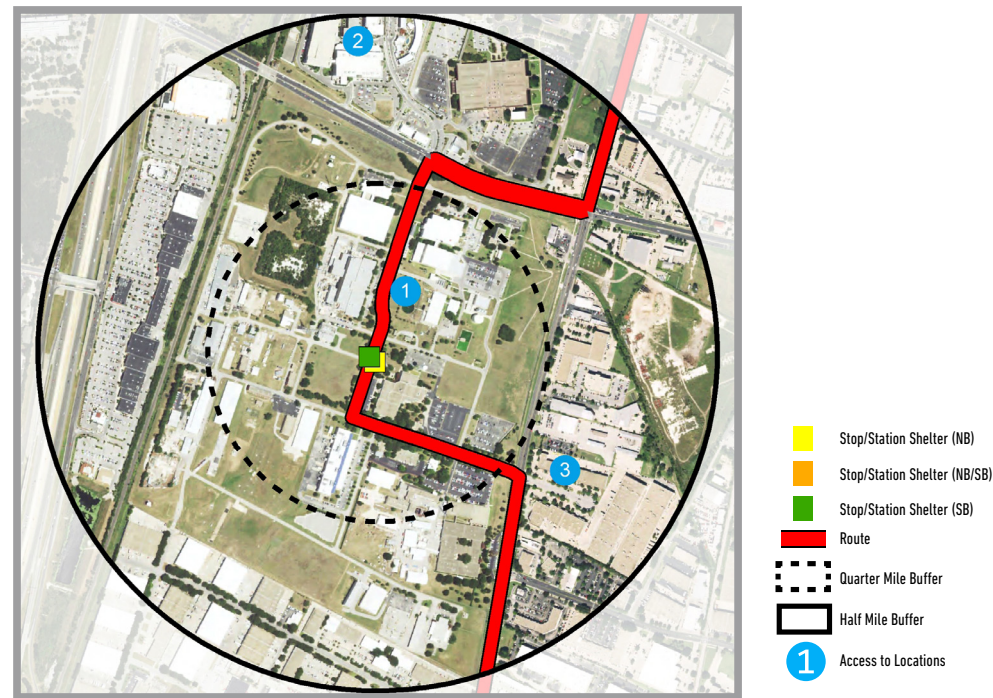 2
1
3
Stop/Station Shelter (NB)
Stop/Station Shelter (NB/SB)
Stop/Station Shelter (SB)
Route
Quarter Mile Buffer
Half Mile Buffer
1 Access to Locations